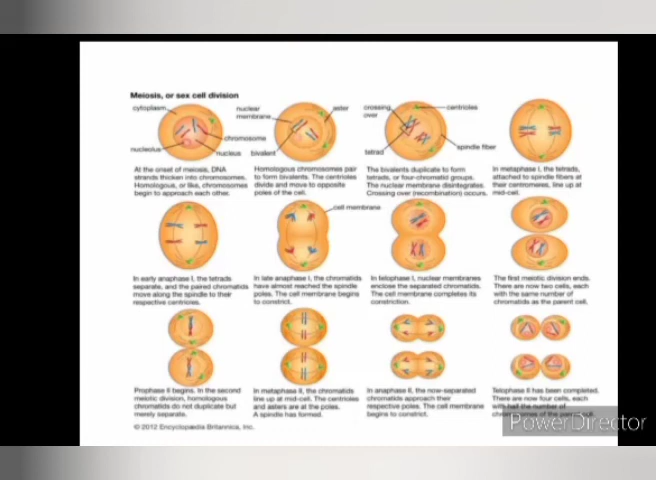 Meiosis, or sex cell division
cytoplasm
nuclear membrane
aster
crossing over
centrioles
chromosome
spindle fiber
nucleolus
nucleus
bivalent
tetrad
At the onset of meiosis, DNA
strands thicken into chromosomes.
Homologous, or like, chromosomes
begin to approach each other.
Homologous chromosomes pair
to form bivalents. The centrioles
divide and move to opposite
poles of the cell.
The bivalents duplicate to form
tetrads, or four-chromatid groups.
The nuclear membrane disintegrates.
Crossing over (recombination) occurs.
In metaphase I, the tetrads,
attached to spindle fibers at
their centromeres, line up at
mid-cell.
cell membrane
In early anaphase I, the tetrads
separate, and the paired chromatids
move along the spindle to their
respective centrioles.
In late anaphase I, the chromatids
have almost reached the spindle
poles. The cell membrane begins
to constrict.
In telophase I, nuclear membranes
enclose the separated chromatids.
The cell membrane completes its
constriction.
The first meiotic division ends.
There are now two cells, each
with the same number of
chromatids as the parent cell.
Prophase II begins. In the second
meiotic division, homologous
chromatids do not duplicate but
merely separate.
In metaphase II, the chromatids
line up at mid-cell. The centrioles
and asters are at the poles.
A spindle has formed.
In anaphase II, the now-separated
chromatids approach their
respective poles. The cell membrane
begins to constrict.
Telophase II has been completed.
There are now four cells, each
with half the number of
chromosomes of the parent cell.
© 2012 Encyclopædia Britannica, Inc.
PowerDirector